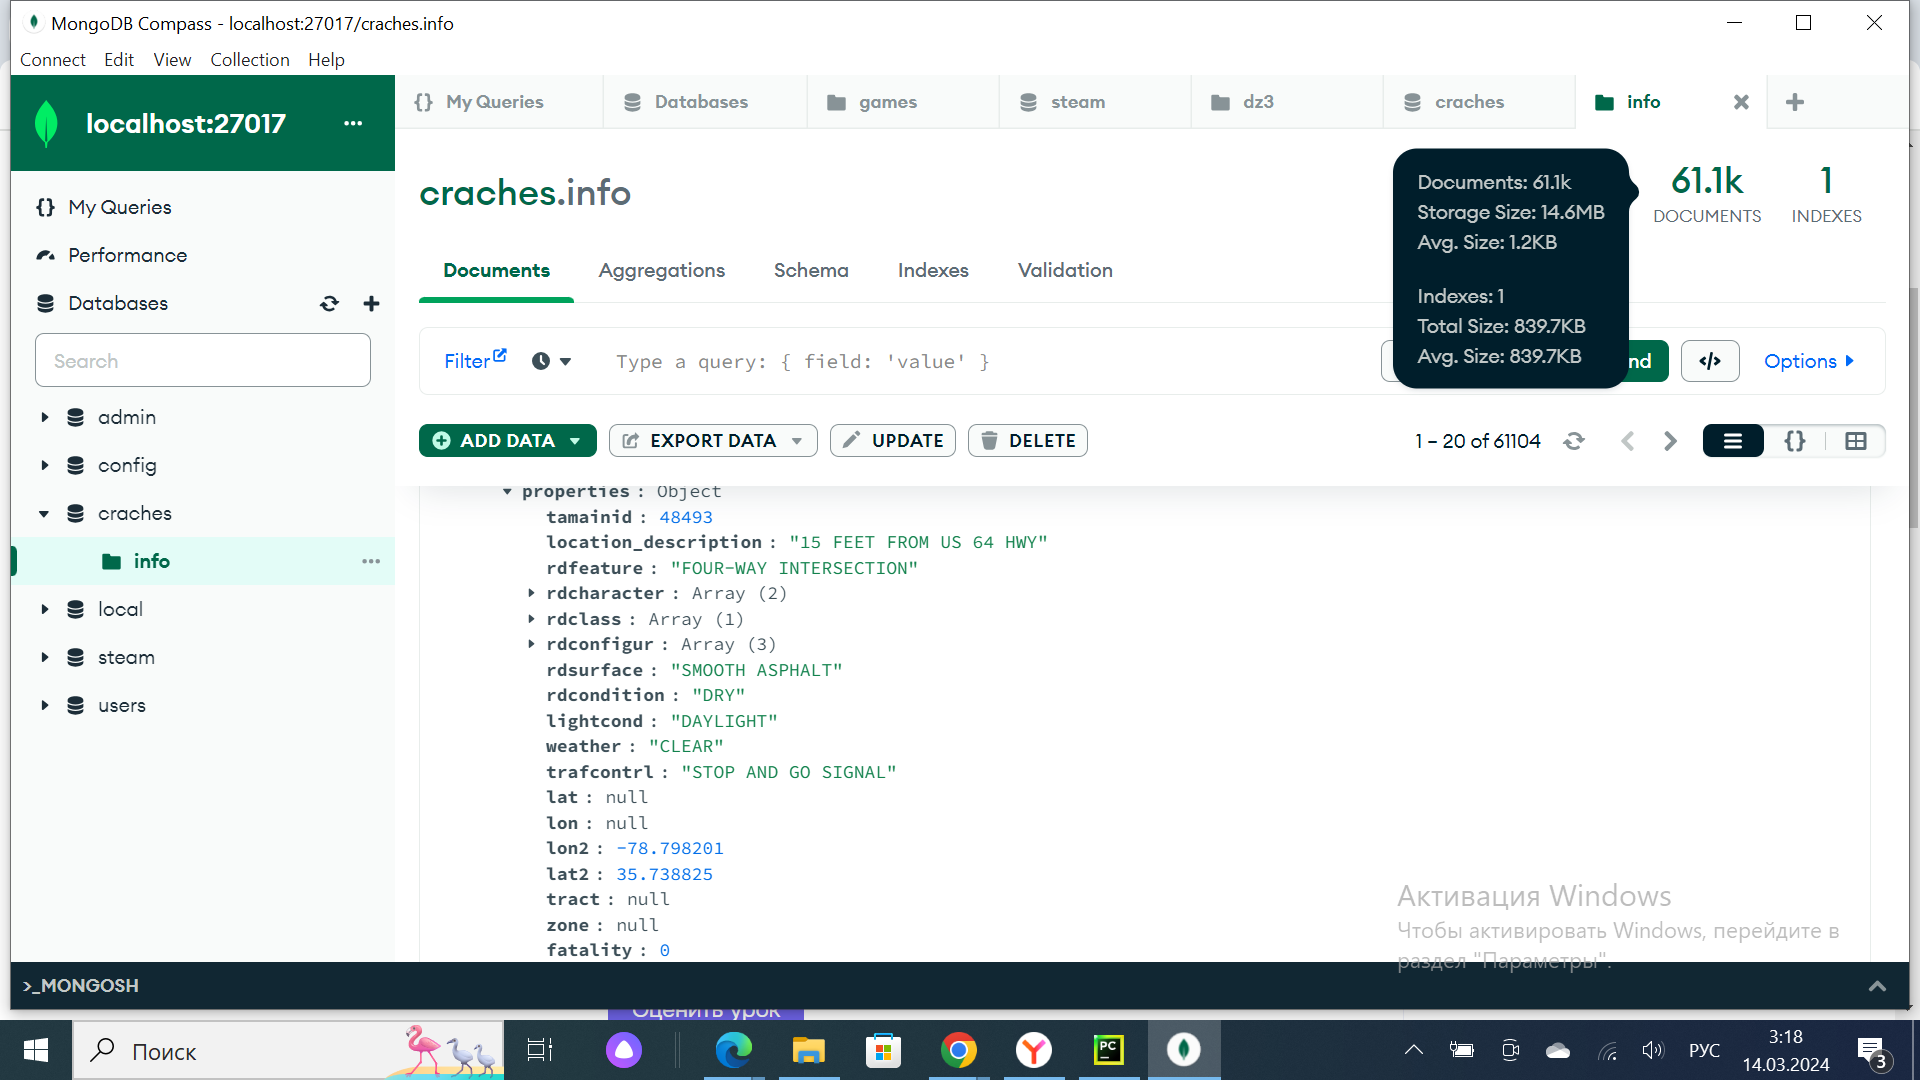 MongoDB Compass - localhost:27017/craches.info
Connect Edit View Collection Help
localhost:27017
My Queries
Databases
games
steam
dz3
craches
info
My Queries
Performance
Databases
Search
admin
config
craches
info
local
steam
users
craches.info
Documents: 61.1k
Storage Size: 14.6MB
Avg. Size: 1.2KB
Indexes: 1
Total Size: 839.7KB
Avg. Size: 839.7KB
61.1k
DOCUMENTS
1
INDEXES
Documents Aggregations Schema Indexes Validation
Filter
Type a query: { field: 'value' }
nd
</>
Options
ADD DATA
EXPORT DATA
UPDATE
DELETE
1 – 20 of 61104
{}
properties : Object
tamainid : 48493
location_description : "15 FEET FROM US 64 HWY"
rdfeature : "FOUR-WAY INTERSECTION"
rdcharacter : Array (2)
rdclass : Array (1)
rdconfigur : Array (3)
rdsurface : "SMOOTH ASPHALT"
rdcondition : "DRY"
lightcond : "DAYLIGHT"
weather : "CLEAR"
trafcontrl : "STOP AND GO SIGNAL"
lat : null
lon : null
lon2 : -78.798201
lat2 : 35.738825
tract : null
zone : null
fatality : 0
Активация Windows
Чтобы активировать Windows, перейдите в
раздел "Параметры".
>_MONGOSH
Оценить урок
Поиск
PC
РУС
3:18
14.03.2024
3